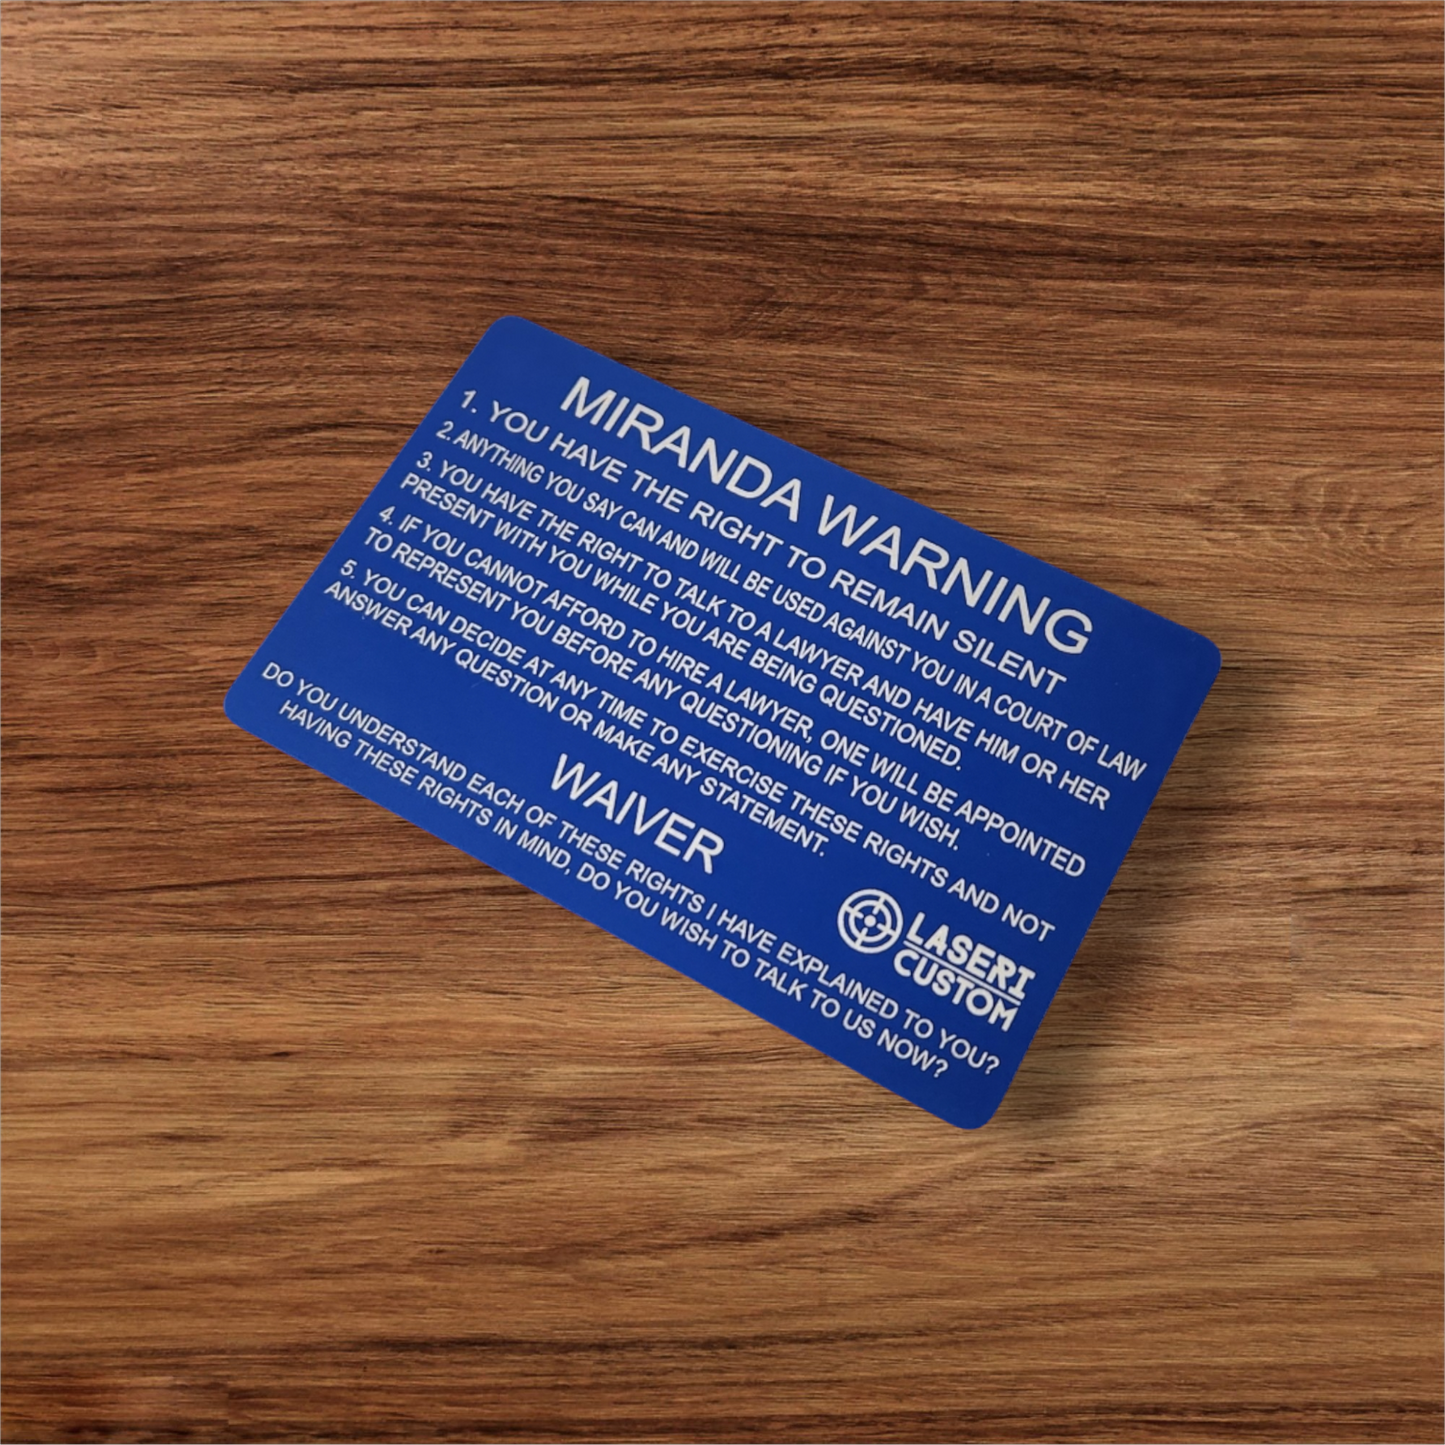 MIRANDA WARNING
1. YOU HAVE THE RIGHT TO REMAIN SILENT
2. ANYTHING YOU SAY CAN AND WILL BE USED AGAINST YOU IN A COURT OF LAW
3. YOU HAVE THE RIGHT TO TALK TO A LAWYER AND HAVE HIM OR HER
PRESENT WITH YOU WHILE YOU ARE BEING QUESTIONED.
4. IF YOU CANNOT AFFORD TO HIRE A LAWYER, ONE WILL BE APPOINTED
TO REPRESENT YOU BEFORE ANY QUESTIONING IF YOU WISH.
5. YOU CAN DECIDE AT ANY TIME TO EXERCISE THESE RIGHTS AND NOT
ANSWER ANY QUESTION OR MAKE ANY STATEMENT.
WAIVER
LASERI
CUSTOM
DO YOU UNDERSTAND EACH OF THESE RIGHTS I HAVE EXPLAINED TO YOU?
HAVING THESE RIGHTS IN MIND, DO YOU WISH TO TALK TO US NOW?